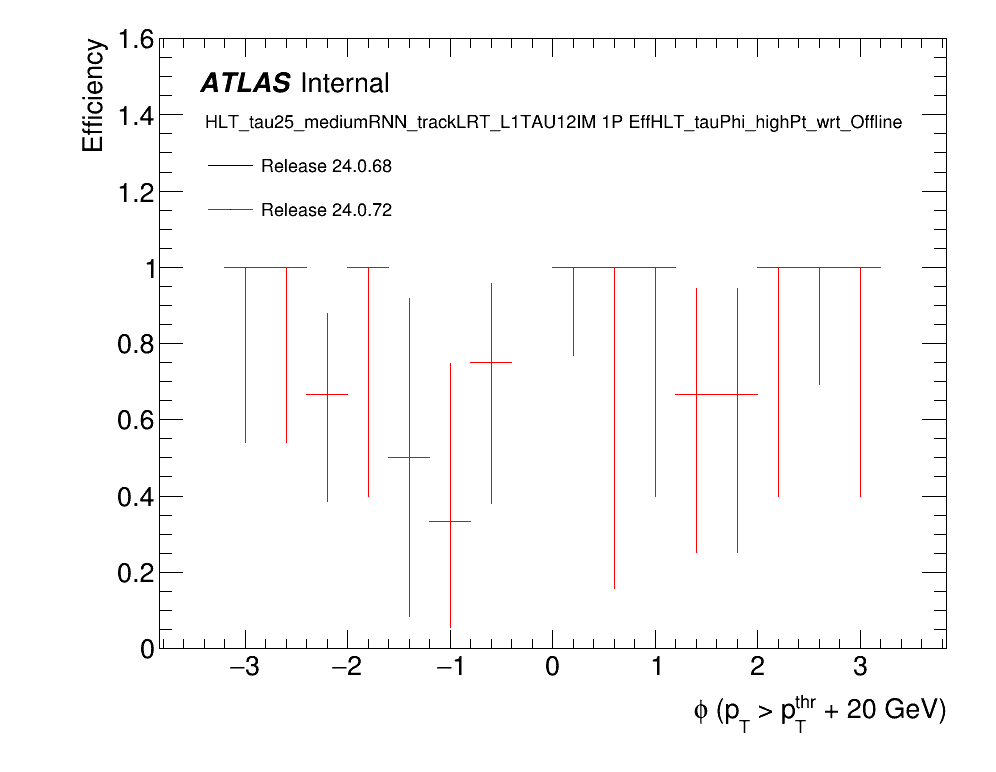 Efficiency
1.6
1.4
1.2
1
0.8
0.6
0.4
0.2
0
ATLAS Internal
HLT_tau25_mediumRNN_trackLRT_L1TAU12IM 1P EffHLT_tauPhi_highPt_wrt_Offline
Release 24.0.68
Release 24.0.72
−3 −2 −1 0 1 2 3
ϕ (p_T > p_T^thr + 20 GeV)